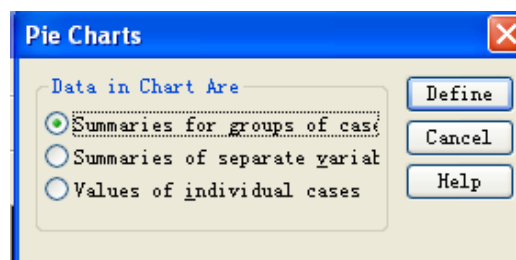 Pie Charts
Data in Chart Are
Summaries for groups of case
Summaries of separate variab
Values of individual cases
Define
Cancel
Help